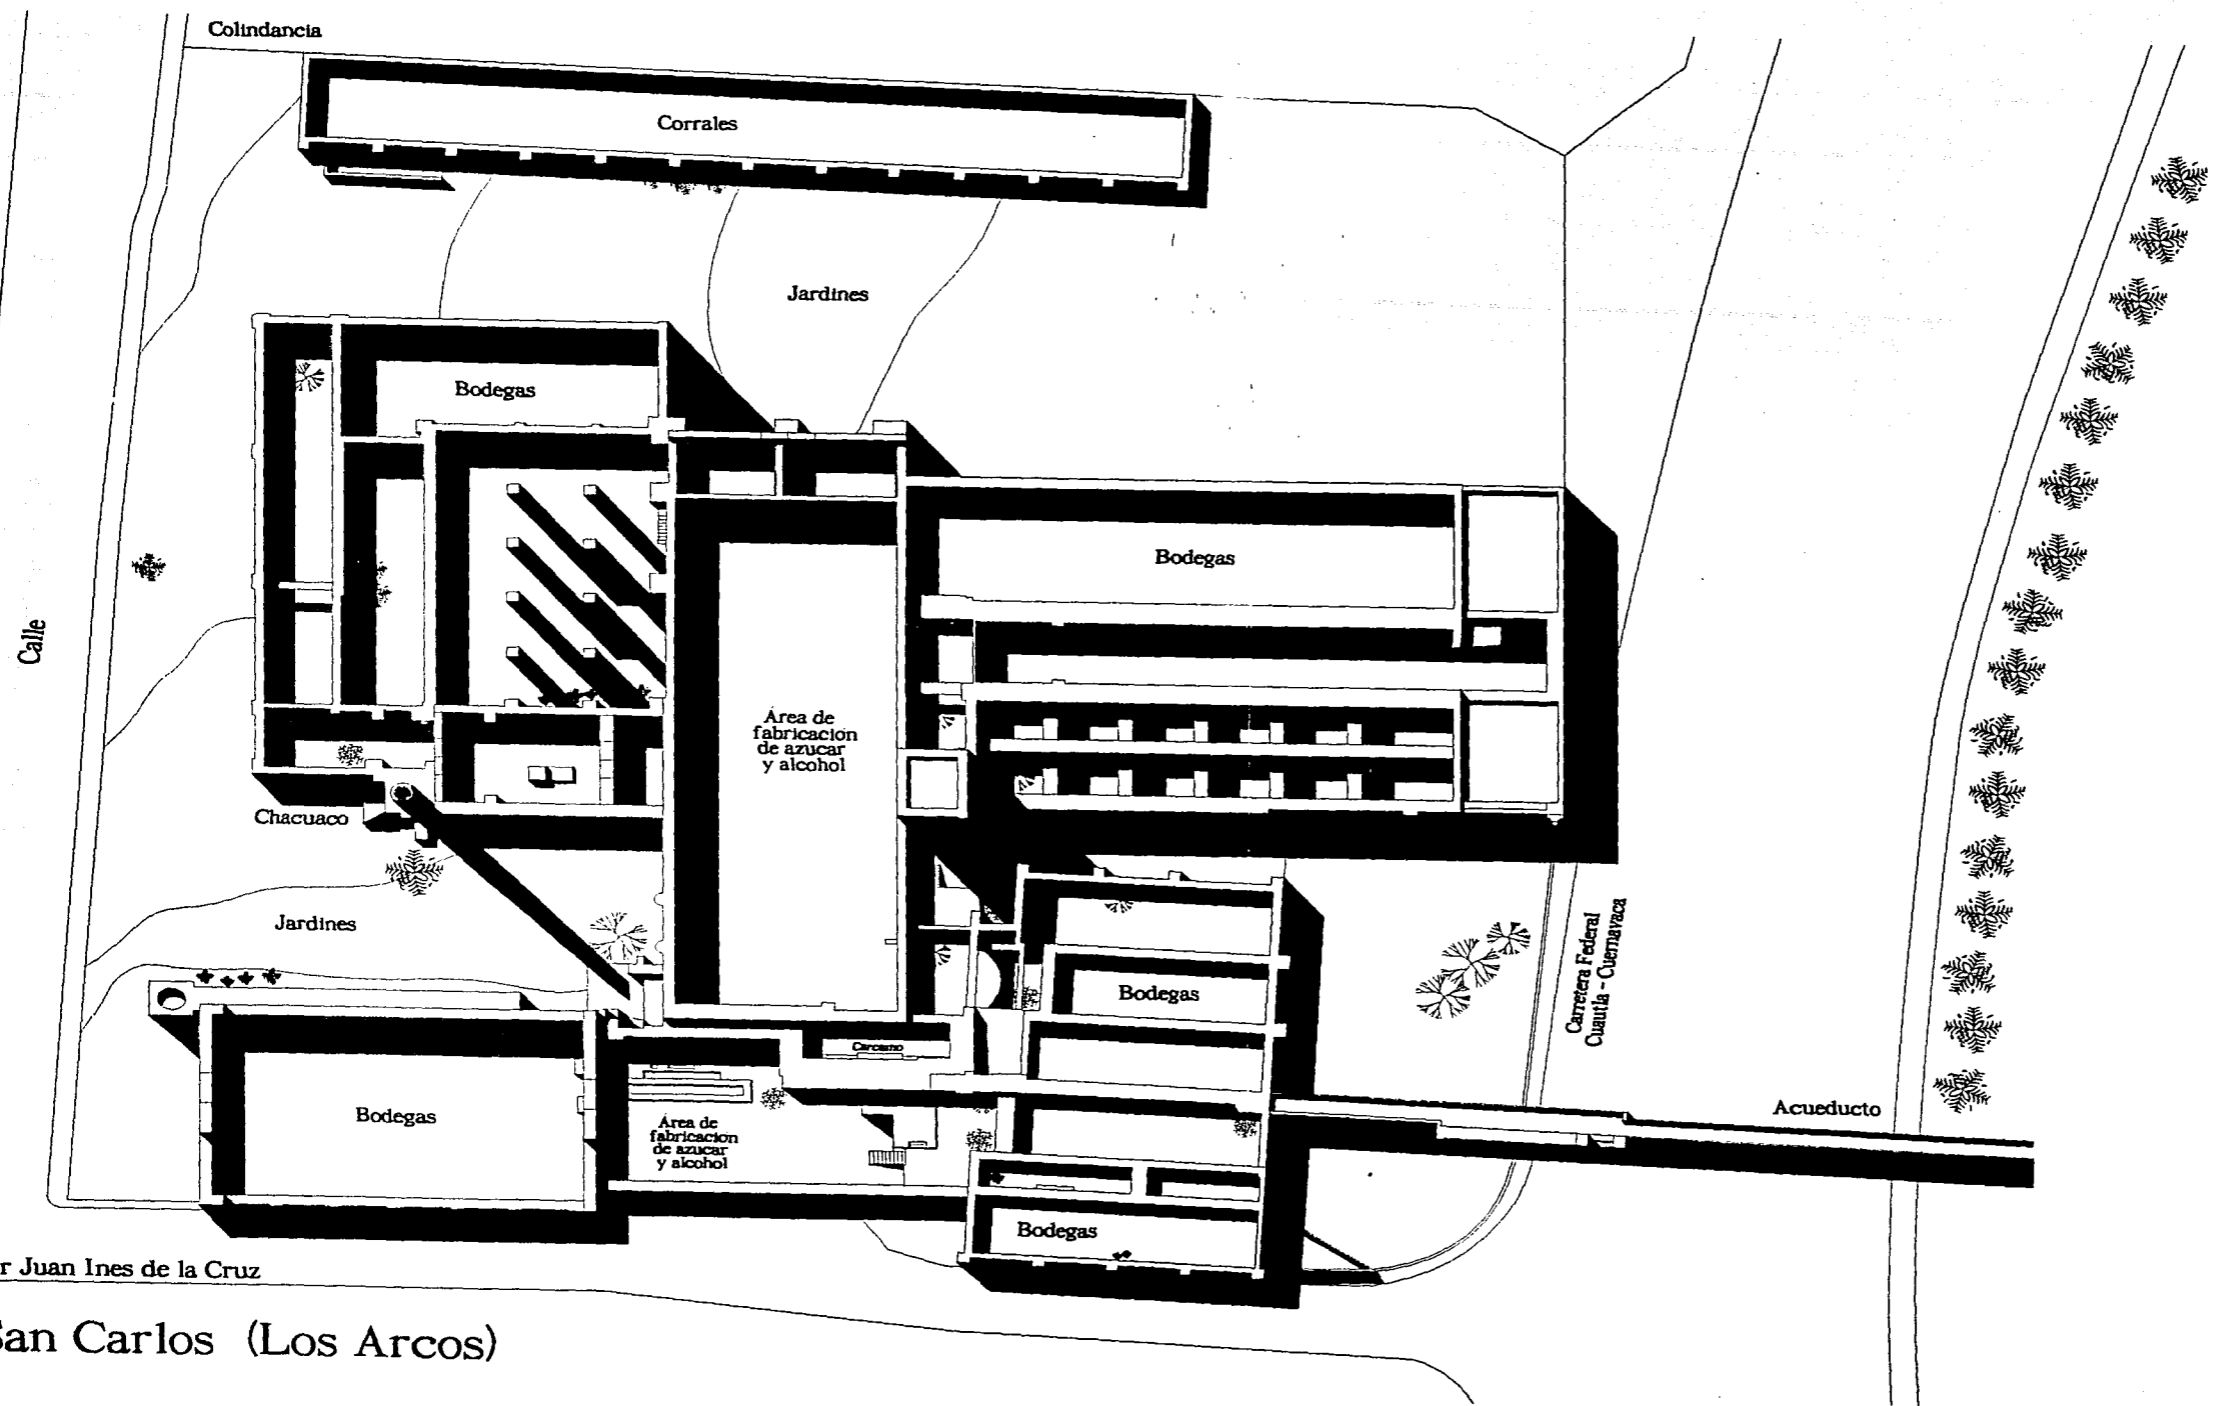 Colindancia
Corrales
Jardines
Bodegas
Bodegas
Calle
Área de
fabricacion
de azucar
y alcohol
Chacuaco
Jardines
Carretera Federal
Cuautla - Cuernavaca
Bodegas
Carcamo
Bodegas
Acueducto
Área de
fabricacion
de azucar
y alcohol
Bodegas
r Juan Ines de la Cruz
San Carlos (Los Arcos)